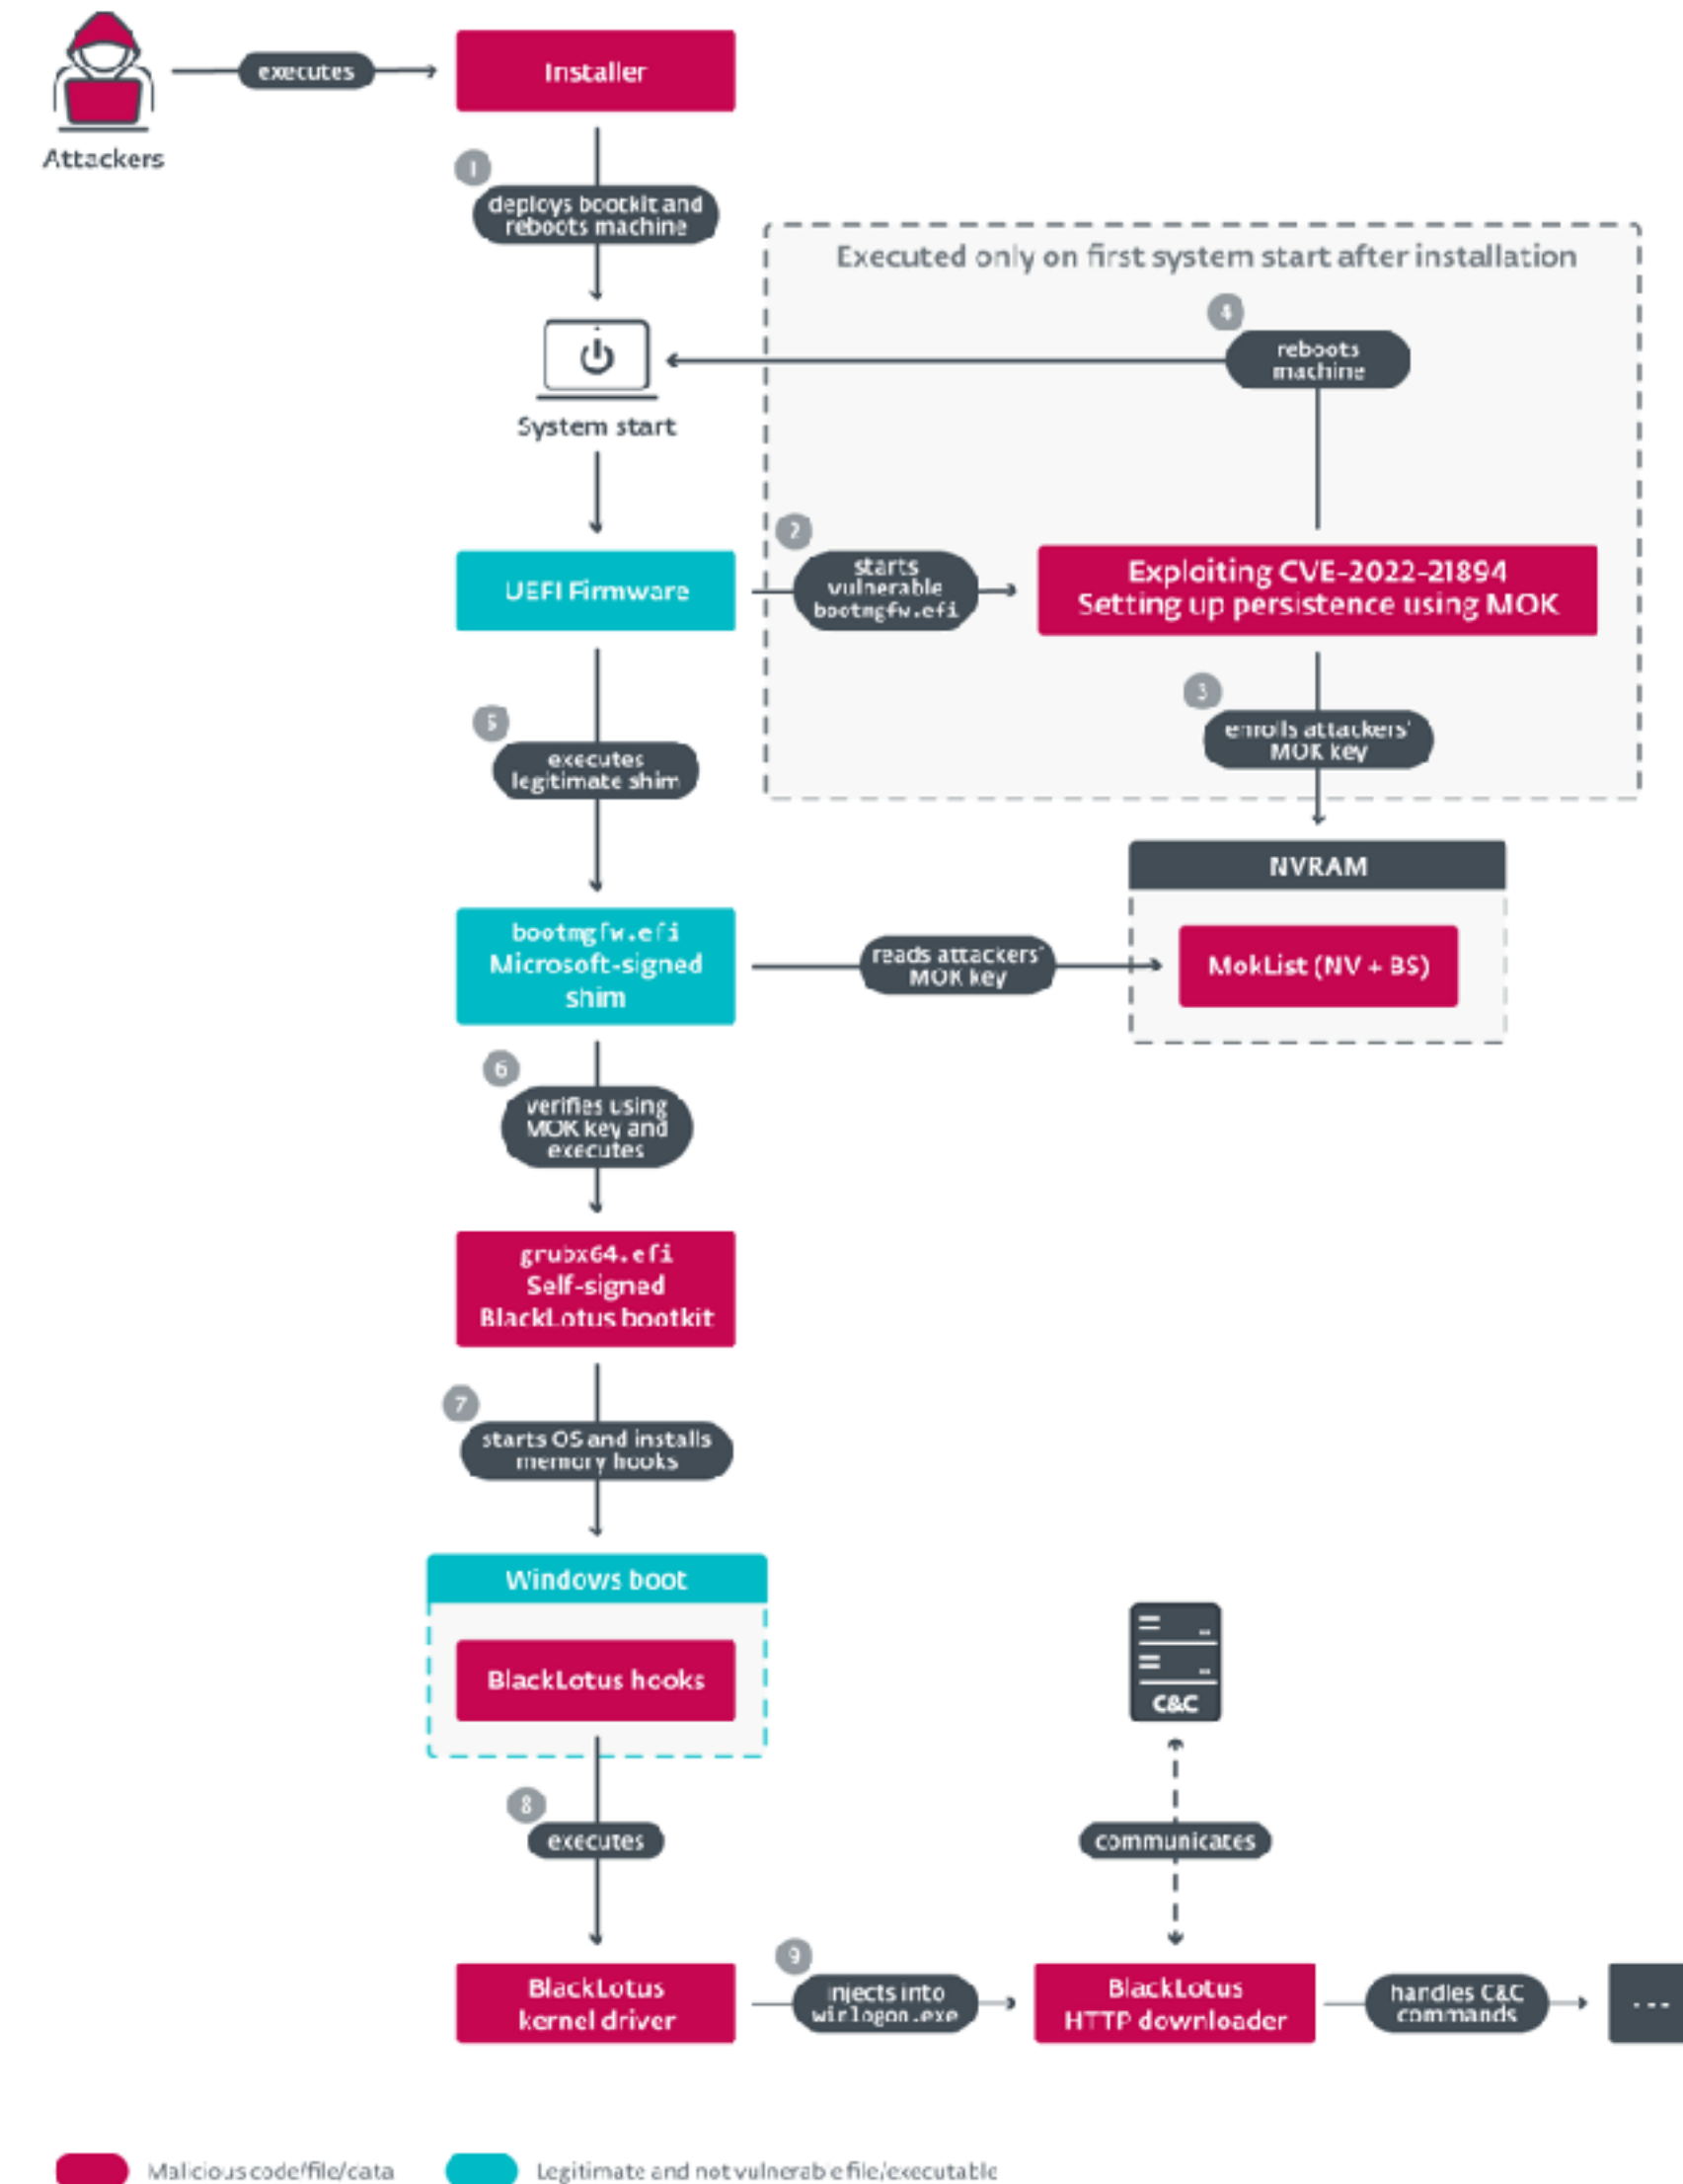 executes
Installer
Attackers
1
deploys bootkit and
reboots machine
Executed only on first system start after installation
4
reboots
machine
System start
2
starts
vulnerable
bootmgfw.efi
UEFI Firmware
Exploiting CVE-2022-21894
Setting up persistence using MOK
3
enrolls attackers'
MOK key
5
executes
legitimate shim
NVRAM
bootmgfw.efi
Microsoft-signed
shim
reads attackers'
MOK key
MokList (NV + BS)
6
verifies using
MOK key and
executes
grubx64.efi
Self-signed
BlackLotus bootkit
7
starts OS and installs
memory hooks
Windows boot
BlackLotus hooks
C&C
8
executes
communicates
9
BlackLotus
kernel driver
injects into
winlogon.exe
BlackLotus
HTTP downloader
handles C&C
commands
---
Malicious code/file/data
Legitimate and not vulnerable file/executable